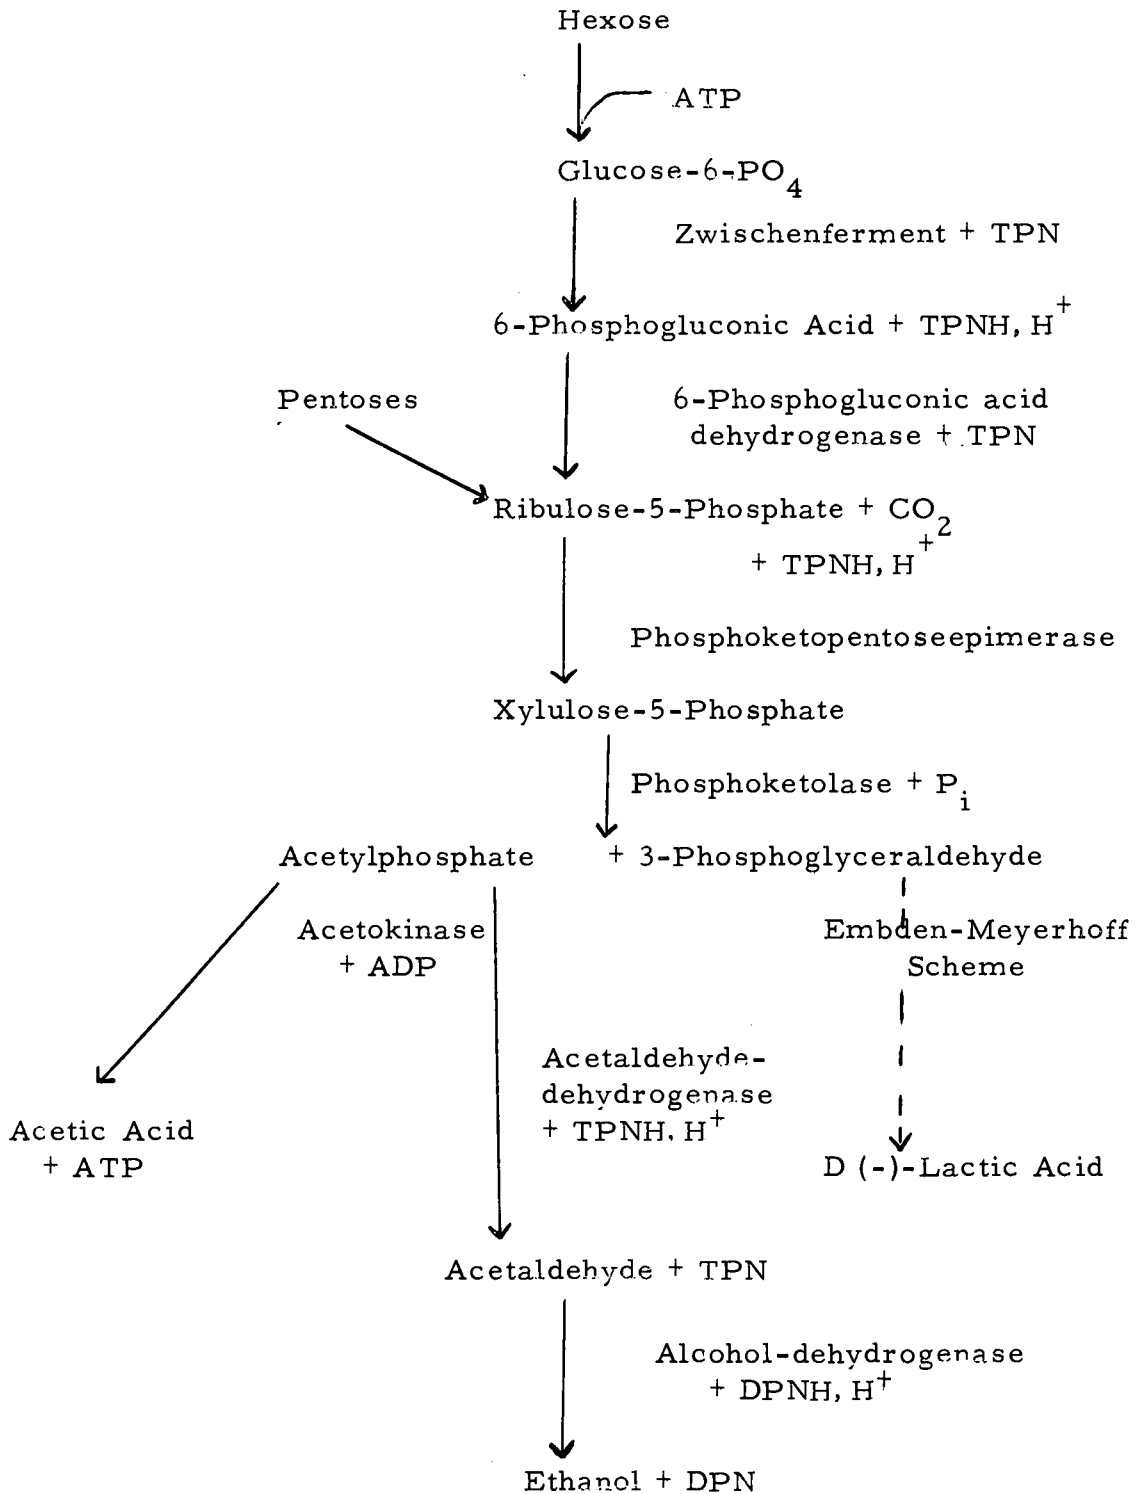 Hexose
ATP
Glucose-6-PO4
Zwischenferment + TPN
6-Phosphogluconic Acid + TPNH, H+
Pentoses
6-Phosphogluconic acid
dehydrogenase + TPN
Ribulose-5-Phosphate + CO2
+ TPNH, H+
Phosphoketopentoseepimerase
Xylulose-5-Phosphate
Phosphoketolase + Pi
Acetylphosphate + 3-Phosphoglyceraldehyde
Acetokinase
+ ADP
Embden-Meyerhoff
Scheme
Acetaldehyde-
dehydrogenase
+ TPNH, H+
Acetic Acid
+ ATP
D (-)-Lactic Acid
Acetaldehyde + TPN
Alcohol-dehydrogenase
+ DPNH, H+
Ethanol + DPN